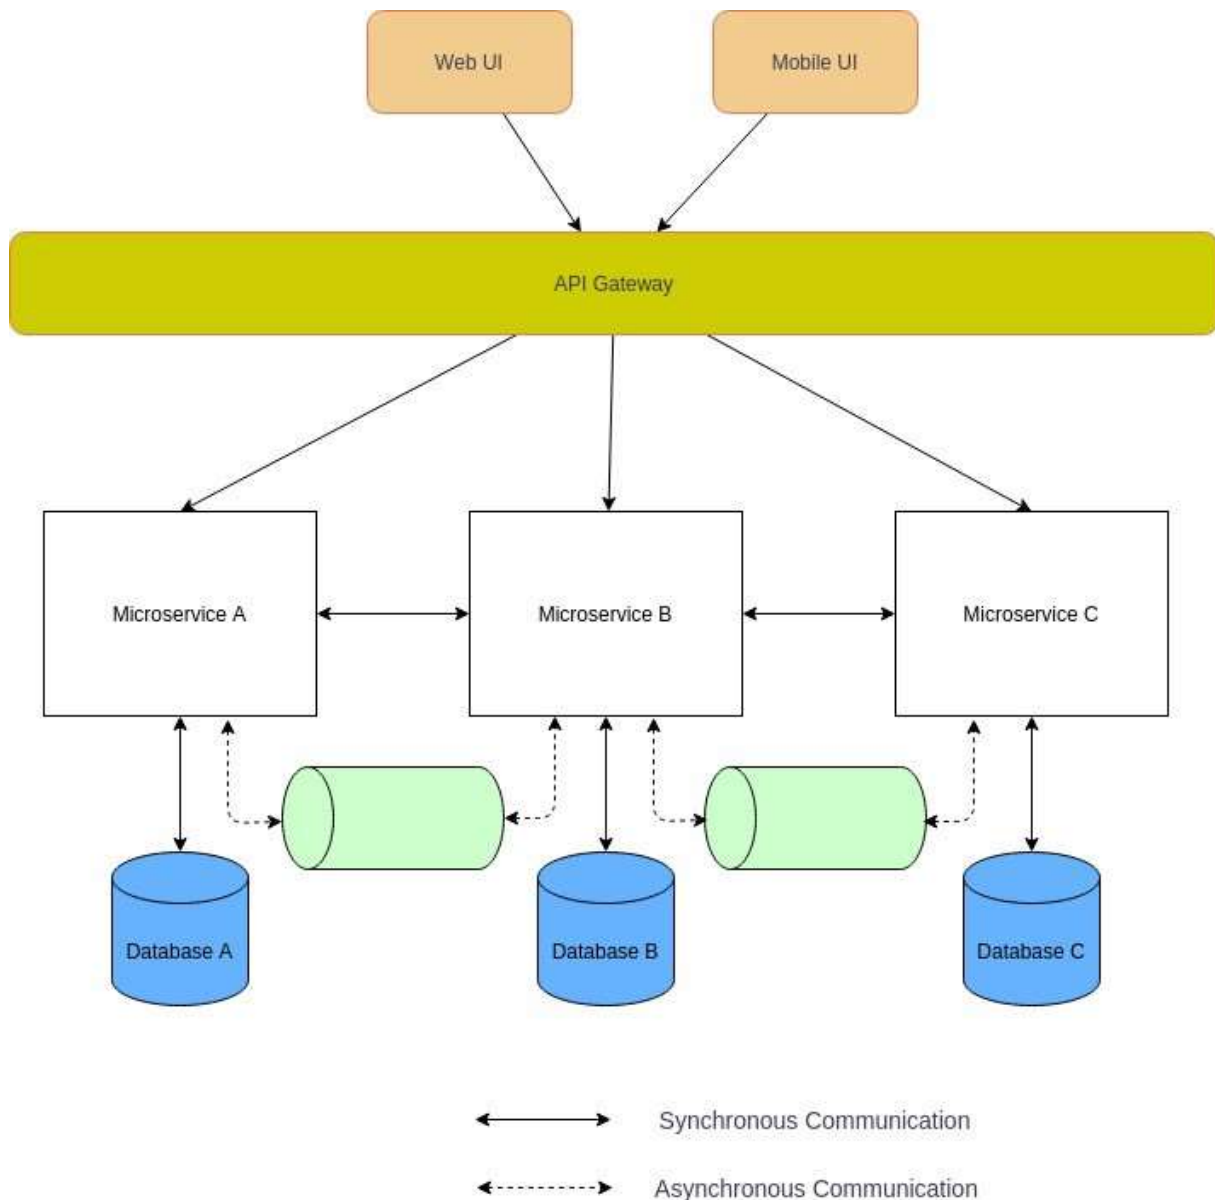 Web UI
Mobile UI
API Gateway
Microservice A
Microservice B
Microservice C
Database A
Database B
Database C
Synchronous Communication
Asynchronous Communication